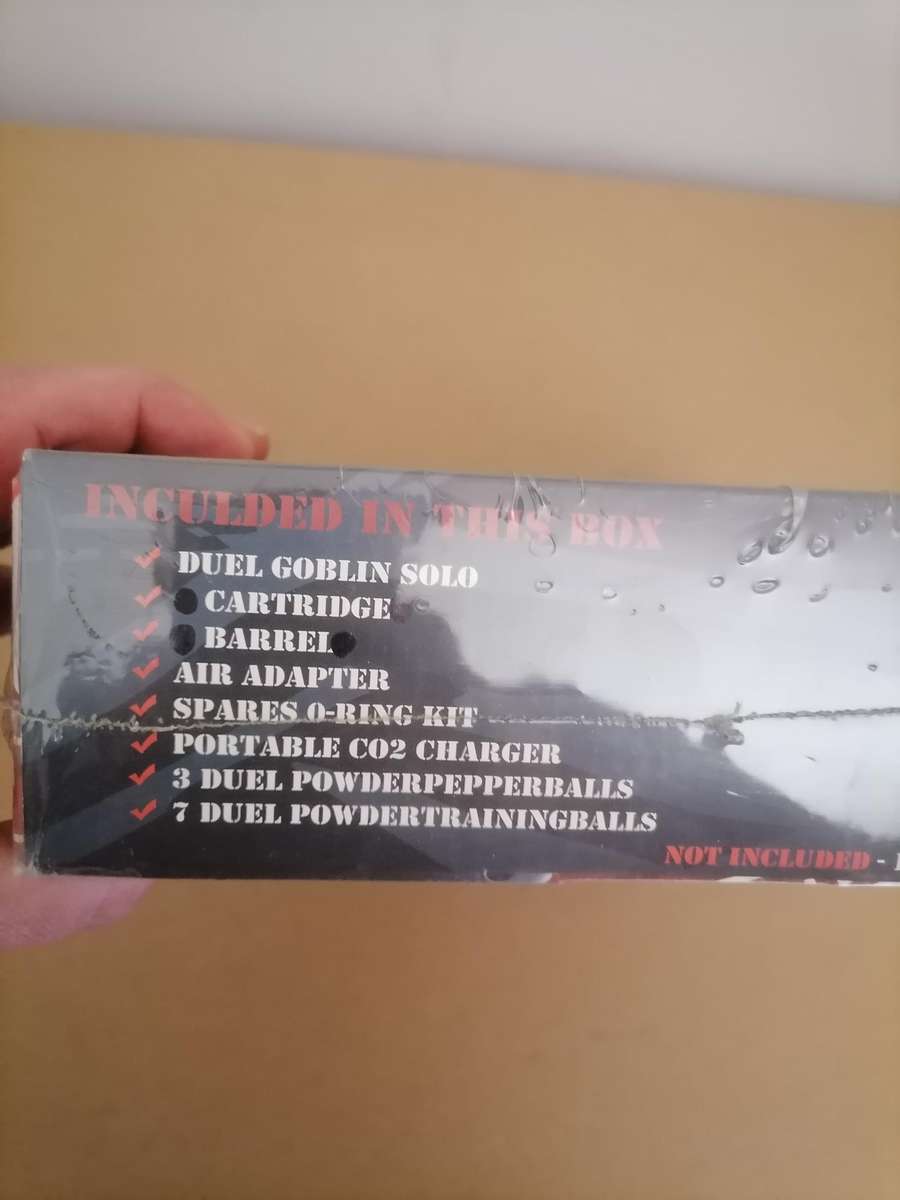 INCULDED IN THIS BOX
DUEL GOBLIN SOLO
CARTRIDGE
BARREL
AIR ADAPTER
SPARES O-RING KIT
PORTABLE CO2 CHARGER
3 DUEL POWDERPEPPERBALLS
7 DUEL POWDERTRAININGBALLS
NOT INCLUDED -